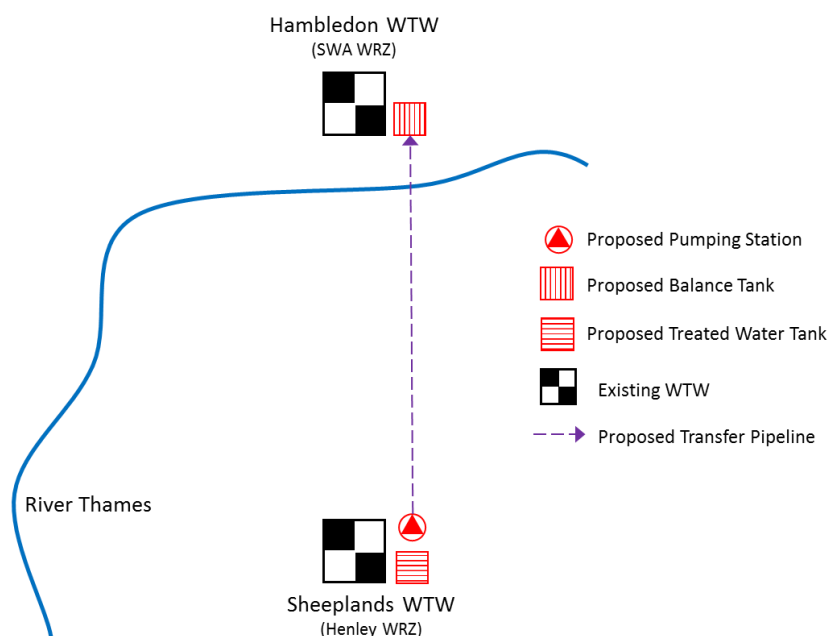 Hambledon WTW
(SWA WRZ)
Proposed Pumping Station
Proposed Balance Tank
Proposed Treated Water Tank
Existing WTW
Proposed Transfer Pipeline
River Thames
Sheeplands WTW
(Henley WRZ)